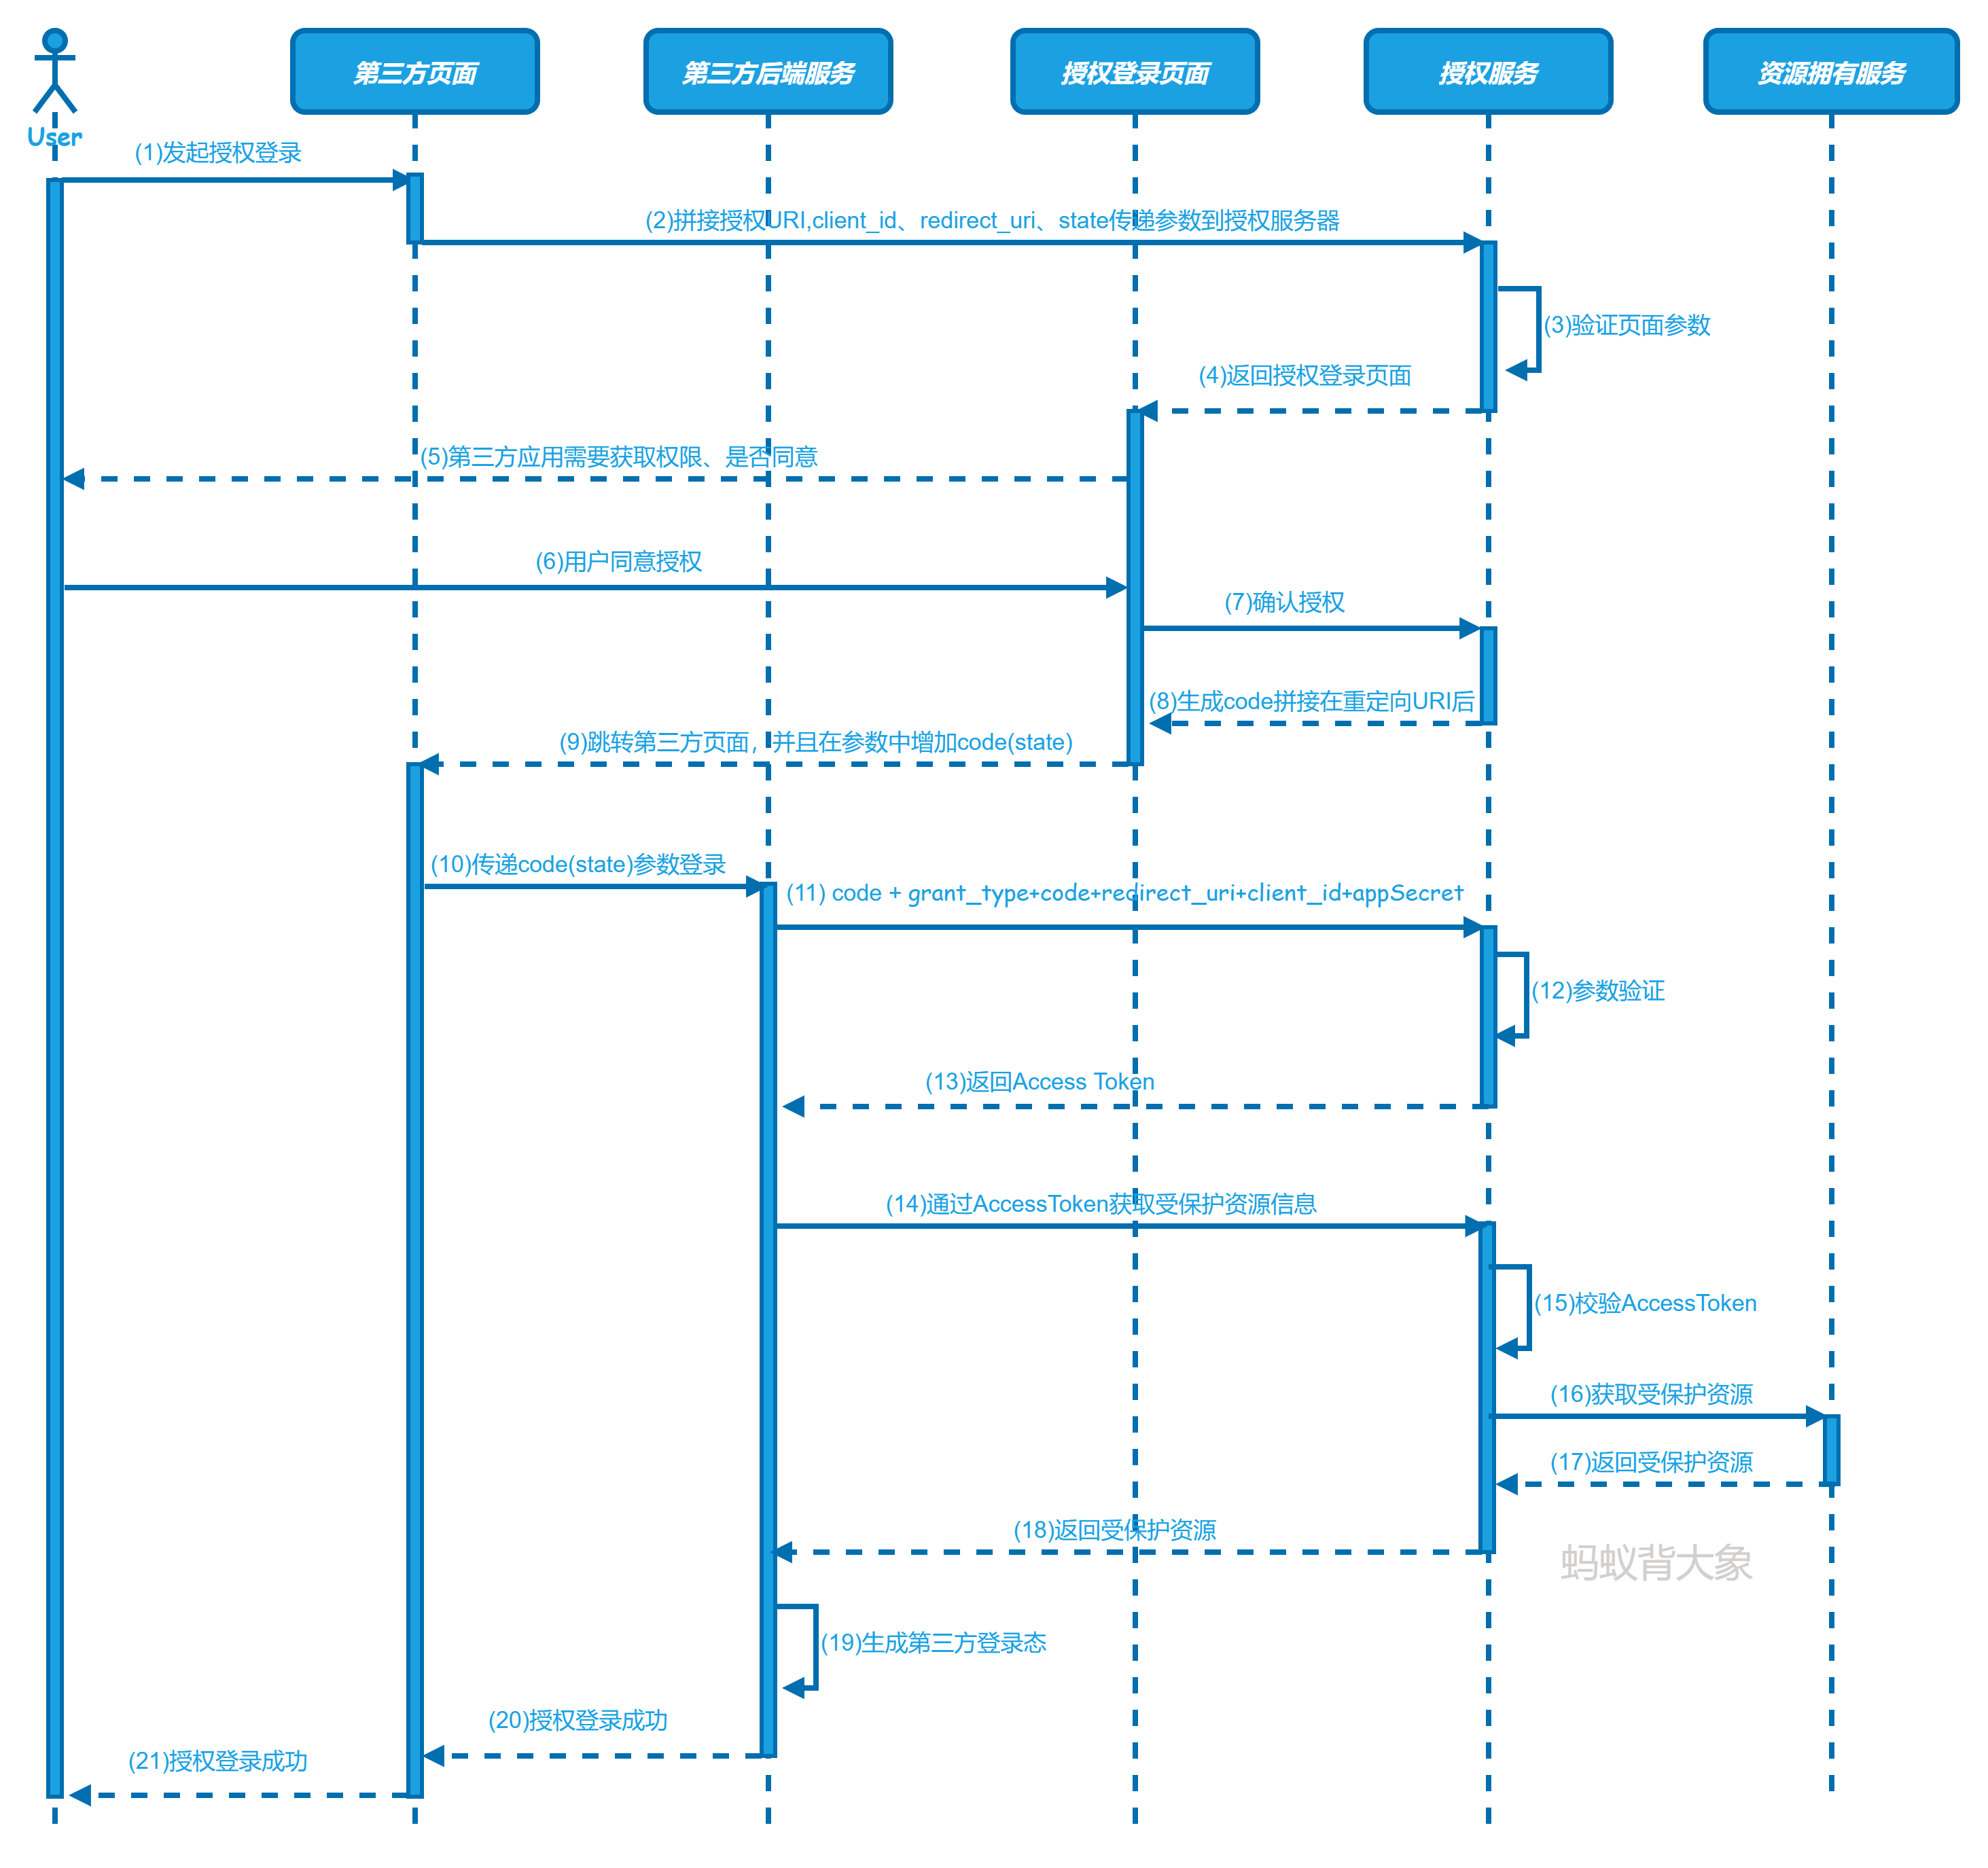 第三方页面
第三方后端服务
授权登录页面
授权服务
资源拥有服务
User
(1)发起授权登录
(2)拼接授权URI,client_id、redirect_uri、state传递参数到授权服务器
(3)验证页面参数
(4)返回授权登录页面
(5)第三方应用需要获取权限、是否同意
(6)用户同意授权
(7)确认授权
(8)生成code拼接在重定向URI后
(9)跳转第三方页面，并且在参数中增加code(state)
(10)传递code(state)参数登录
(11) code + grant_type+code+redirect_uri+client_id+appSecret
(12)参数验证
(13)返回Access Token
(14)通过AccessToken获取受保护资源信息
(15)校验AccessToken
(16)获取受保护资源
(17)返回受保护资源
(18)返回受保护资源
蚂蚁背大象
(19)生成第三方登录态
(20)授权登录成功
(21)授权登录成功